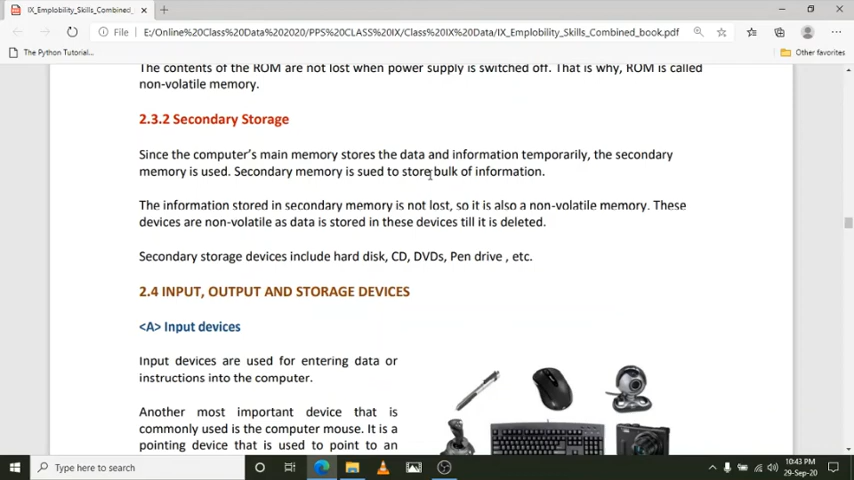 IX_Emplobility_Skills_Combined_
File
E:/Online%20Class%20Data%202020/PPS%20CLASS%20IX/Class%20IX%20Data/IX_Emplobility_Skills_Combined_book.pdf
The Python Tutorial...
Other favorites
The contents of the ROM are not lost when power supply is switched off. That is why, ROM is called
non-volatile memory.
2.3.2 Secondary Storage
Since the computer's main memory stores the data and information temporarily, the secondary
memory is used. Secondary memory is sued to store bulk of information.
The information stored in secondary memory is not lost, so it is also a non-volatile memory. These
devices are non-volatile as data is stored in these devices till it is deleted.
Secondary storage devices include hard disk, CD, DVDs, Pen drive , etc.
2.4 INPUT, OUTPUT AND STORAGE DEVICES
<A> Input devices
Input devices are used for entering data or
instructions into the computer.
Another most important device that is
commonly used is the computer mouse. It is a
pointing device that is used to point to an
Type here to search
10:43 PM
29-Sep-20